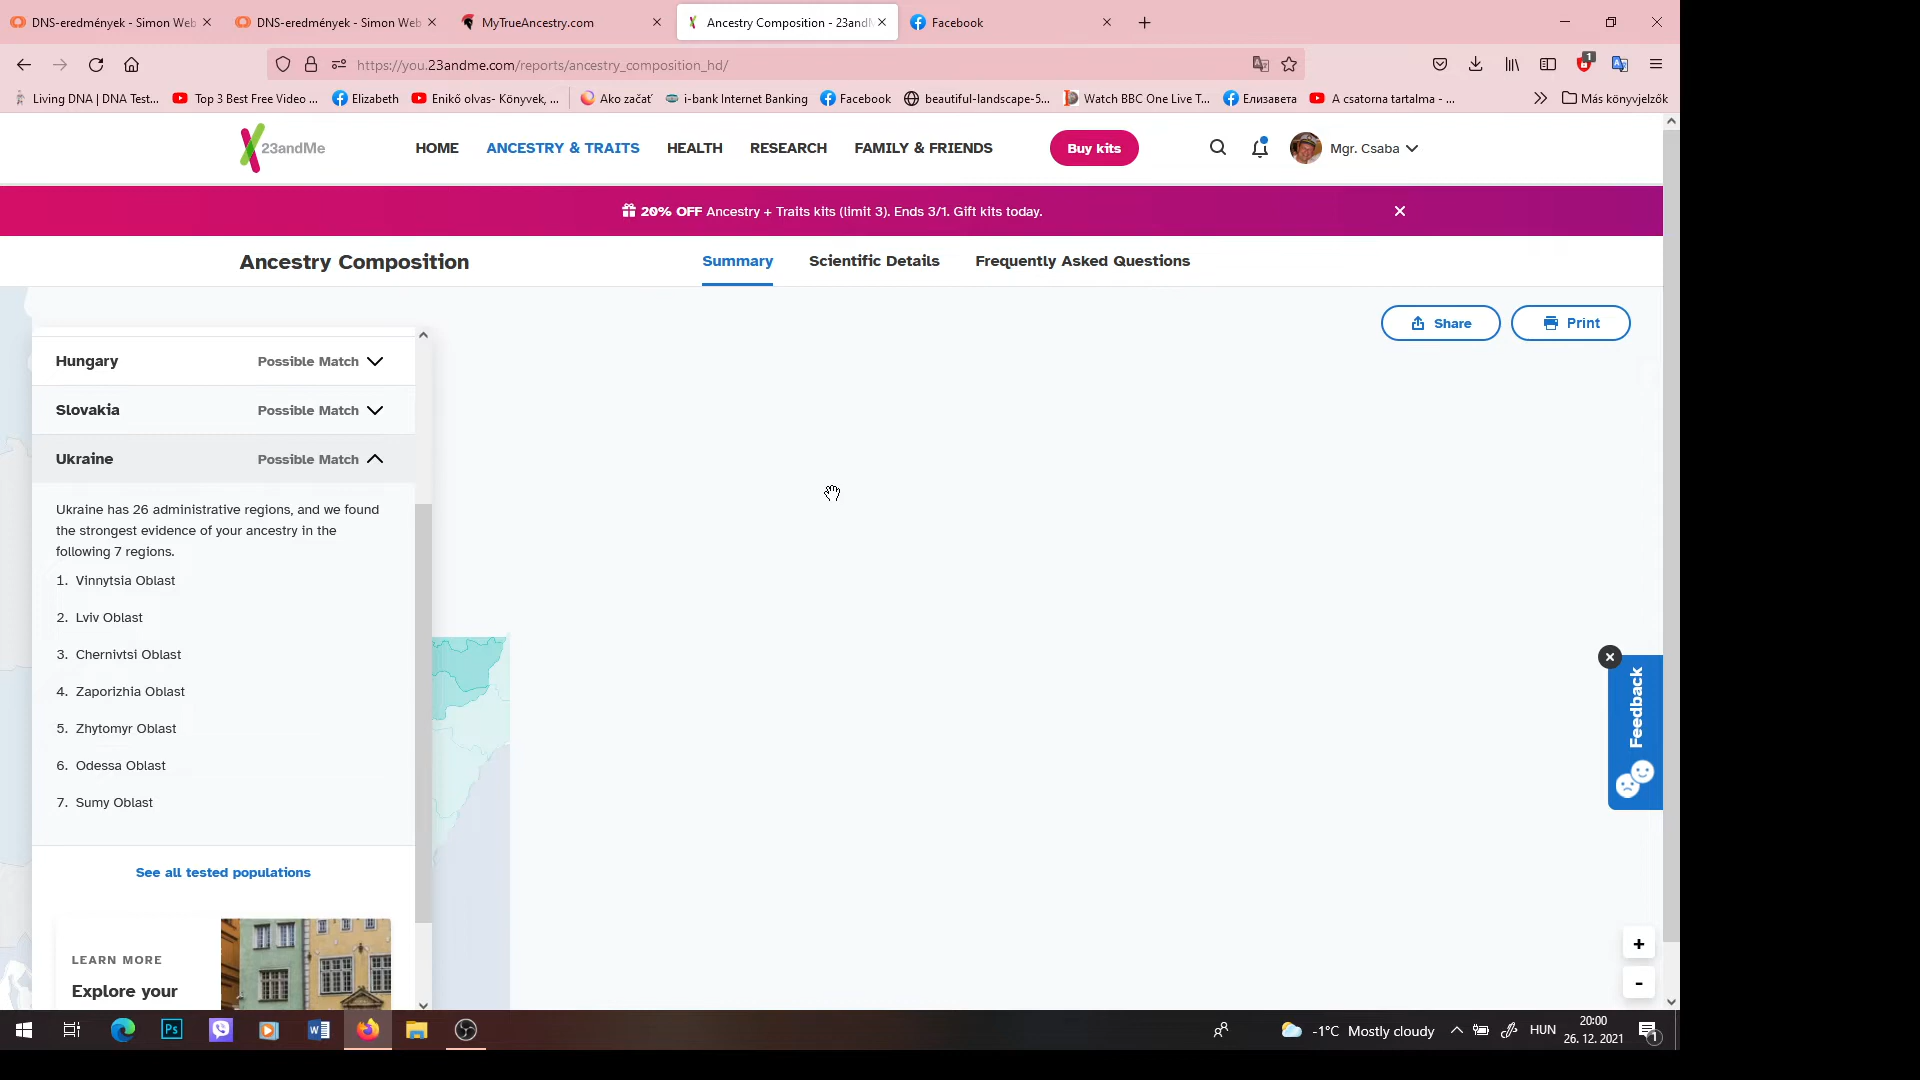 DNS-eredmények - Simon Web
DNS-eredmények - Simon Web
MyTrueAncestry.com
Ancestry Composition - 23andM
Facebook
https://you.23andme.com/reports/ancestry_composition_hd/
1
Living DNA | DNA Test...
Top 3 Best Free Video ...
Elizabeth
Enikő olvas- Könyvek, ...
Ako začať
i-bank Internet Banking
Facebook
beautiful-landscape-5...
Watch BBC One Live T...
Елизавета
A csatorna tartalma - ...
Más könyvjelzők
23andMe
HOME
ANCESTRY & TRAITS
HEALTH
RESEARCH
FAMILY & FRIENDS
Buy kits
Mgr. Csaba
20% OFF Ancestry + Traits kits (limit 3). Ends 3/1. Gift kits today.
Ancestry Composition
Summary
Scientific Details
Frequently Asked Questions
Share
Print
Hungary Possible Match
Slovakia Possible Match
Ukraine Possible Match
Ukraine has 26 administrative regions, and we found
the strongest evidence of your ancestry in the
following 7 regions.
1. Vinnytsia Oblast
2. Lviv Oblast
3. Chernivtsi Oblast
4. Zaporizhia Oblast
5. Zhytomyr Oblast
6. Odessa Oblast
7. Sumy Oblast
See all tested populations
LEARN MORE
Explore your
Feedback
+
-
Ps
W
-1°C Mostly cloudy
HUN
20:00
26. 12. 2021
1